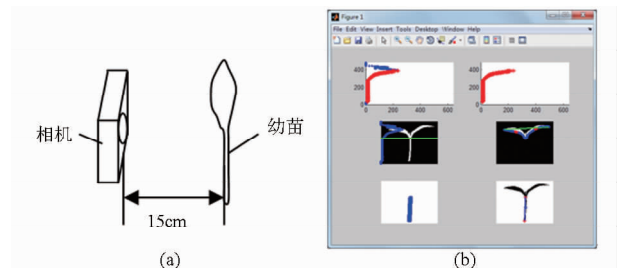 相机
幼苗
15cm
(a)
Figure 1
File Edit View Insert Tools Desktop Window Help
400
200
0
0 200 400 600
400
200
0
0 200 400 600
(b)